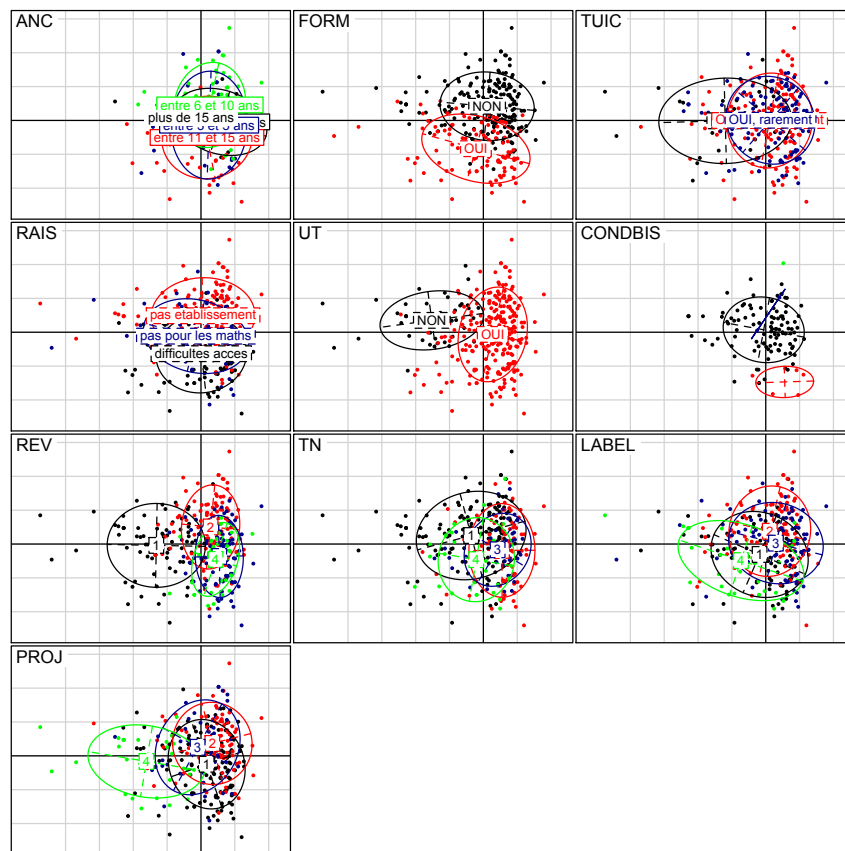 ANC
entre 6 et 10 ans
plus de 15 ans
entre 3 et 5 ans
entre 11 et 15 ans
FORM
NON
OUI
TUIC
OUI, rarement
RAIS
pas etablissement
pas pour les maths
difficultes acces
UT
NON
OUI
CONDBIS
REV
1
2
4
TN
1
3
4
LABEL
2
3
1
4
PROJ
3
2
4
1